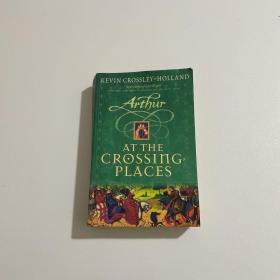 KEVIN CROSSLEY-HOLLAND
Arthur
AT THE
CROSSING
PLACES